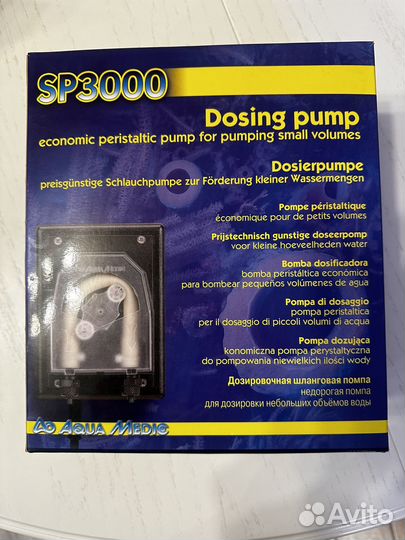 SP3000
Dosing pump
economic peristaltic pump for pumping small volumes
Dosierpumpe
preisgünstige Schlauchpumpe zur Förderung kleiner Wassermengen
Pompe péristaltique
économique pour de petits volumes
Prijstechnisch gunstige doseerpomp
voor kleine hoeveelheden water
Bomba dosificadora
bomba peristáltica económica
para bombear pequeños volúmenes de agua
Pompa di dosaggio
pompa peristaltica
per il dosaggio di piccoli volumi di acqua
Pompa dozująca
konomiczna pompa perystaltyczna
do pompowania niewielkich ilości wody
Дозировочная шланговая помпа
недорогая помпа
для дозировки небольших объёмов воды
AQUA MEDIC
AQUA MEDIC
Avito